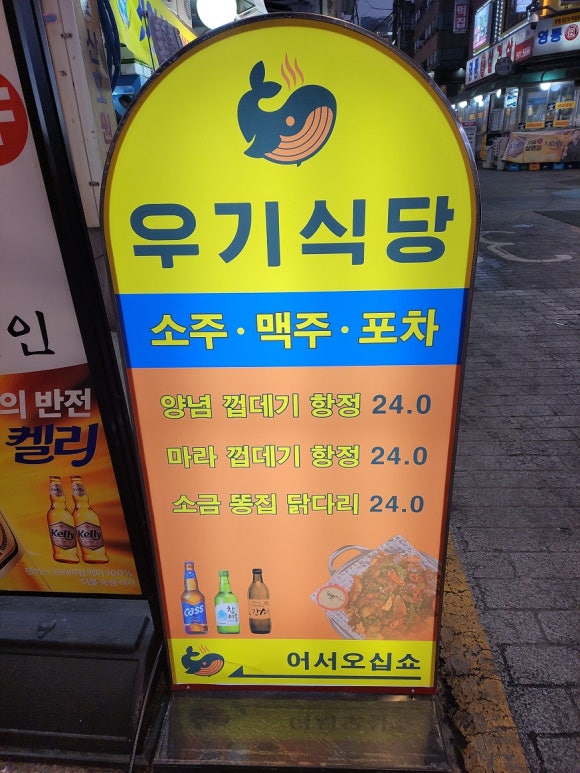 우기식당
소주·맥주·포차
양념 껍데기 항정 24.0
마라 껍데기 항정 24.0
소금 똥집 닭다리 24.0
cass
어서오십쇼
인
의 반전
켈리
Kelly
Kelly